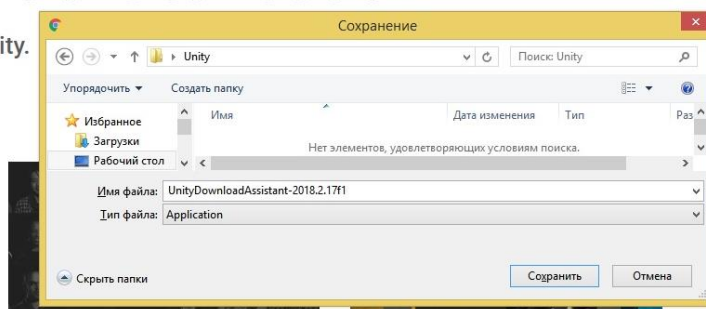 Сохранение
ity.
Unity
Поиск: Unity
Упорядочить
Создать папку
Избранное
Загрузки
Рабочий стол
Имя
Дата изменения
Тип
Раз
Нет элементов, удовлетворяющих условиям поиска.
Имя файла: UnityDownloadAssistant-2018.2.17f1
Тип файла: Application
Скрыть папки
Сохранить
Отмена